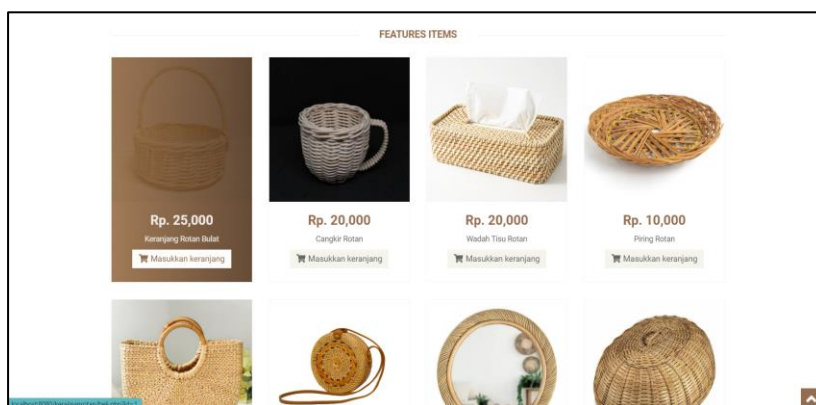 FEATURES ITEMS
Rp. 25,000
Keranjang Rotan Bulat
Masukkan keranjang
Rp. 20,000
Cangkir Rotan
Masukkan keranjang
Rp. 20,000
Wadah Tisu Rotan
Masukkan keranjang
Rp. 10,000
Piring Rotan
Masukkan keranjang